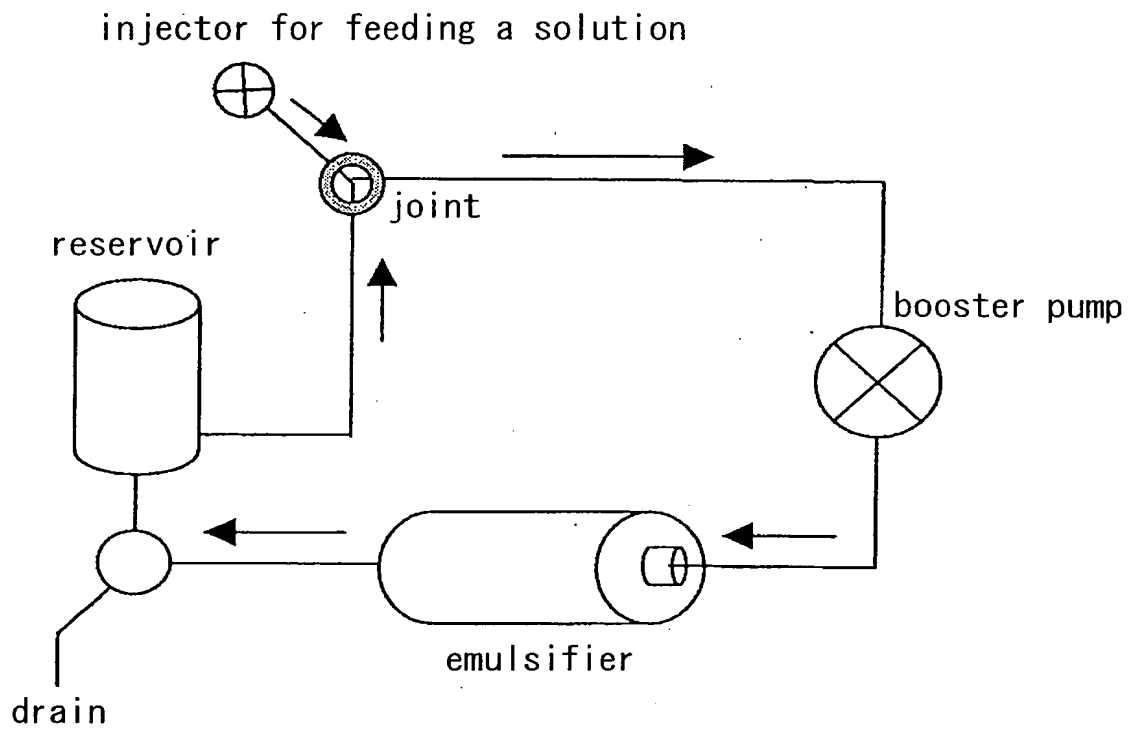 injector for feeding a solution
joint
reservoir
booster pump
emulsifier
drain